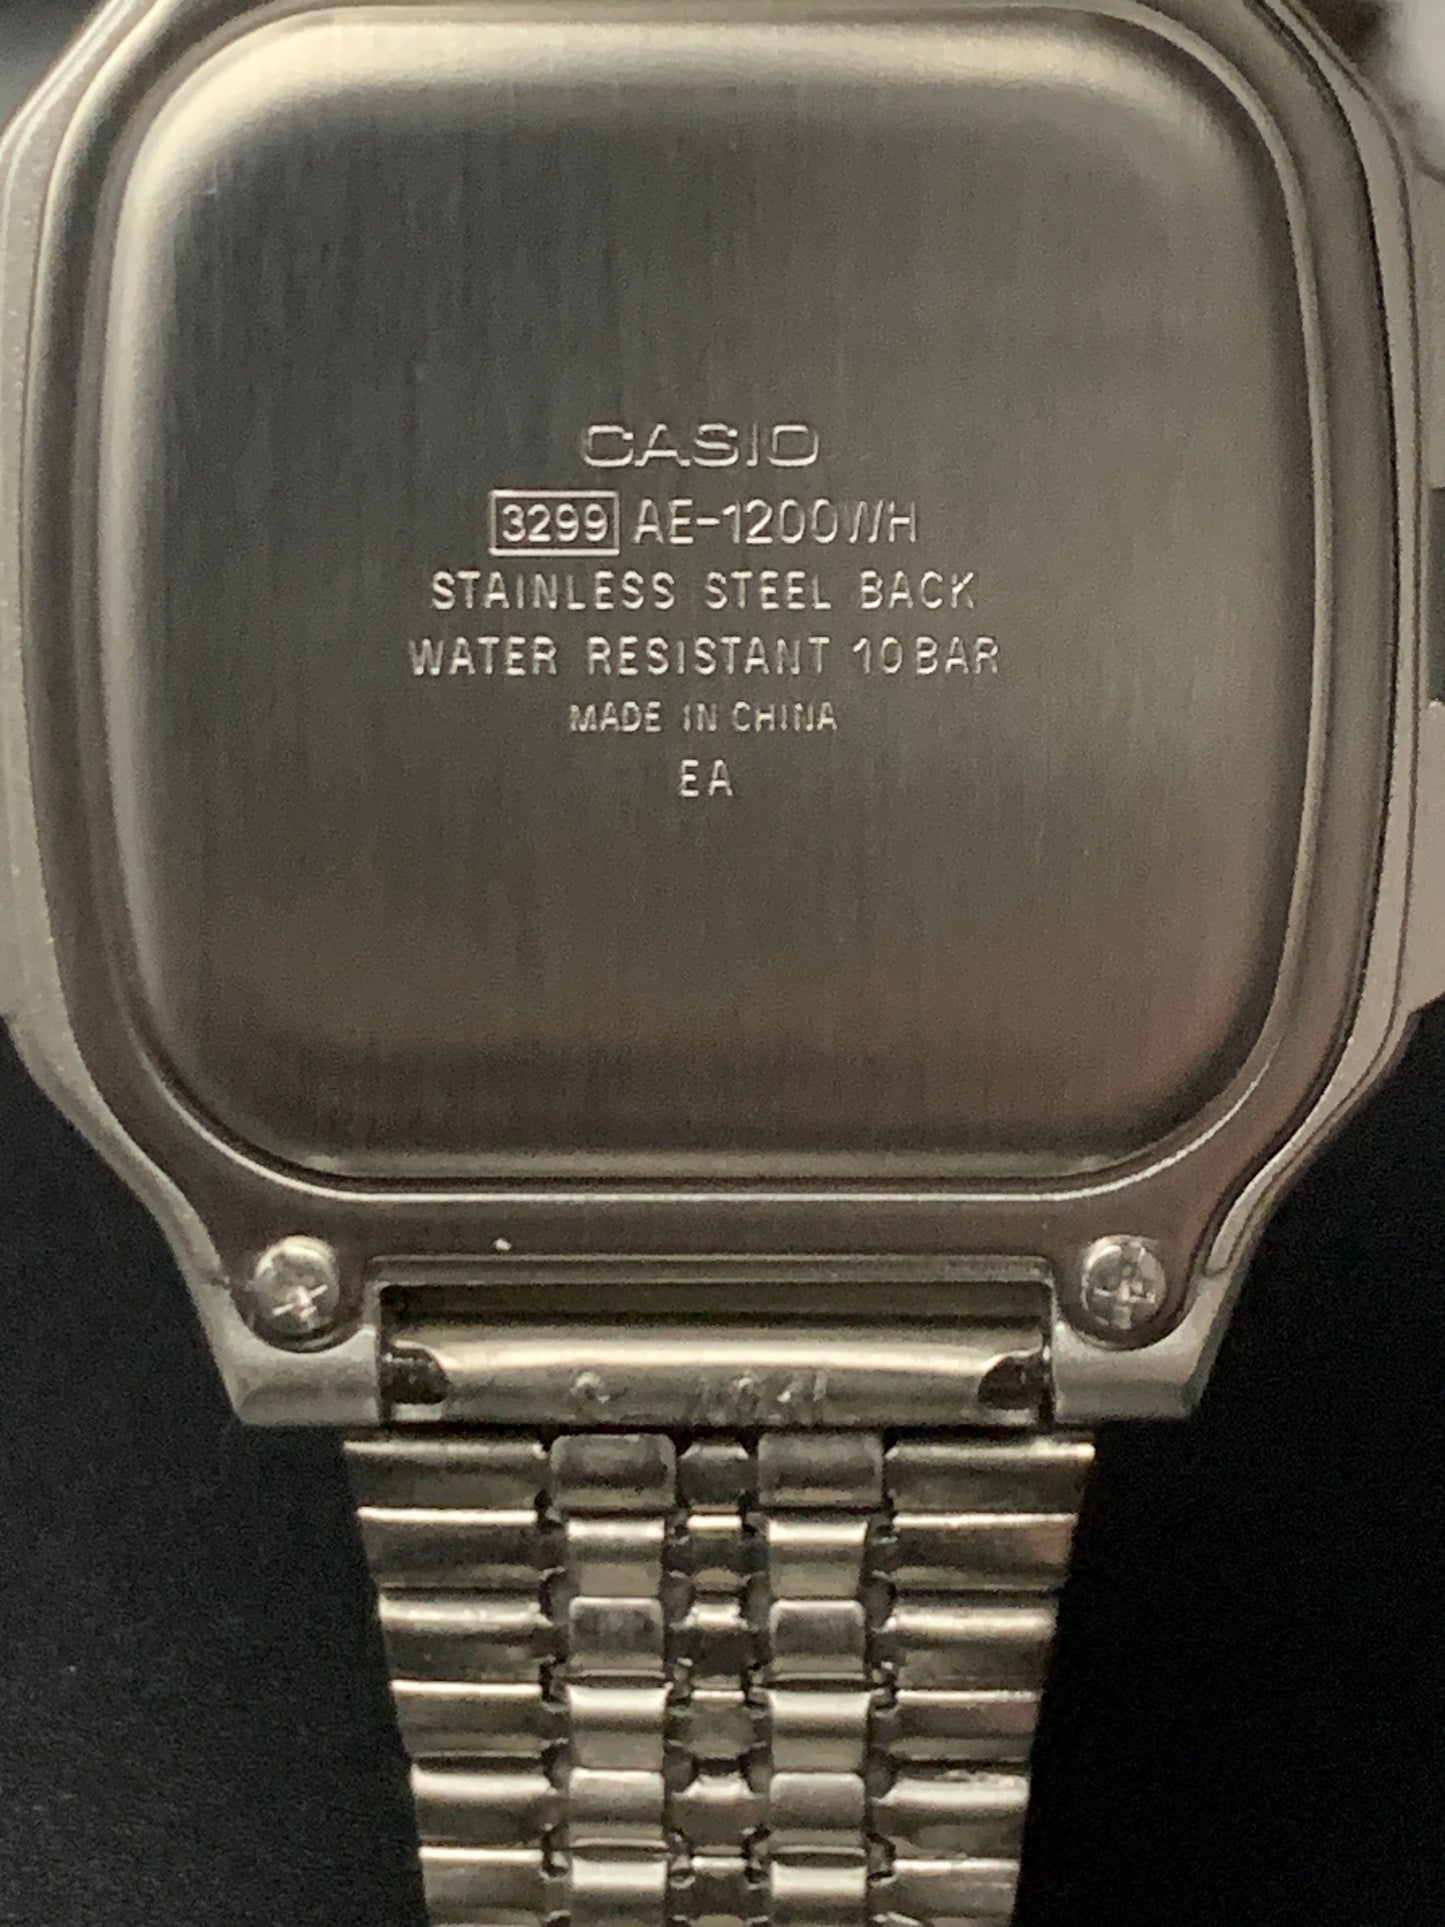 CASIO
3299 AE-1200WH
STAINLESS STEEL BACK
WATER RESISTANT 10BAR
MADE IN CHINA
EA